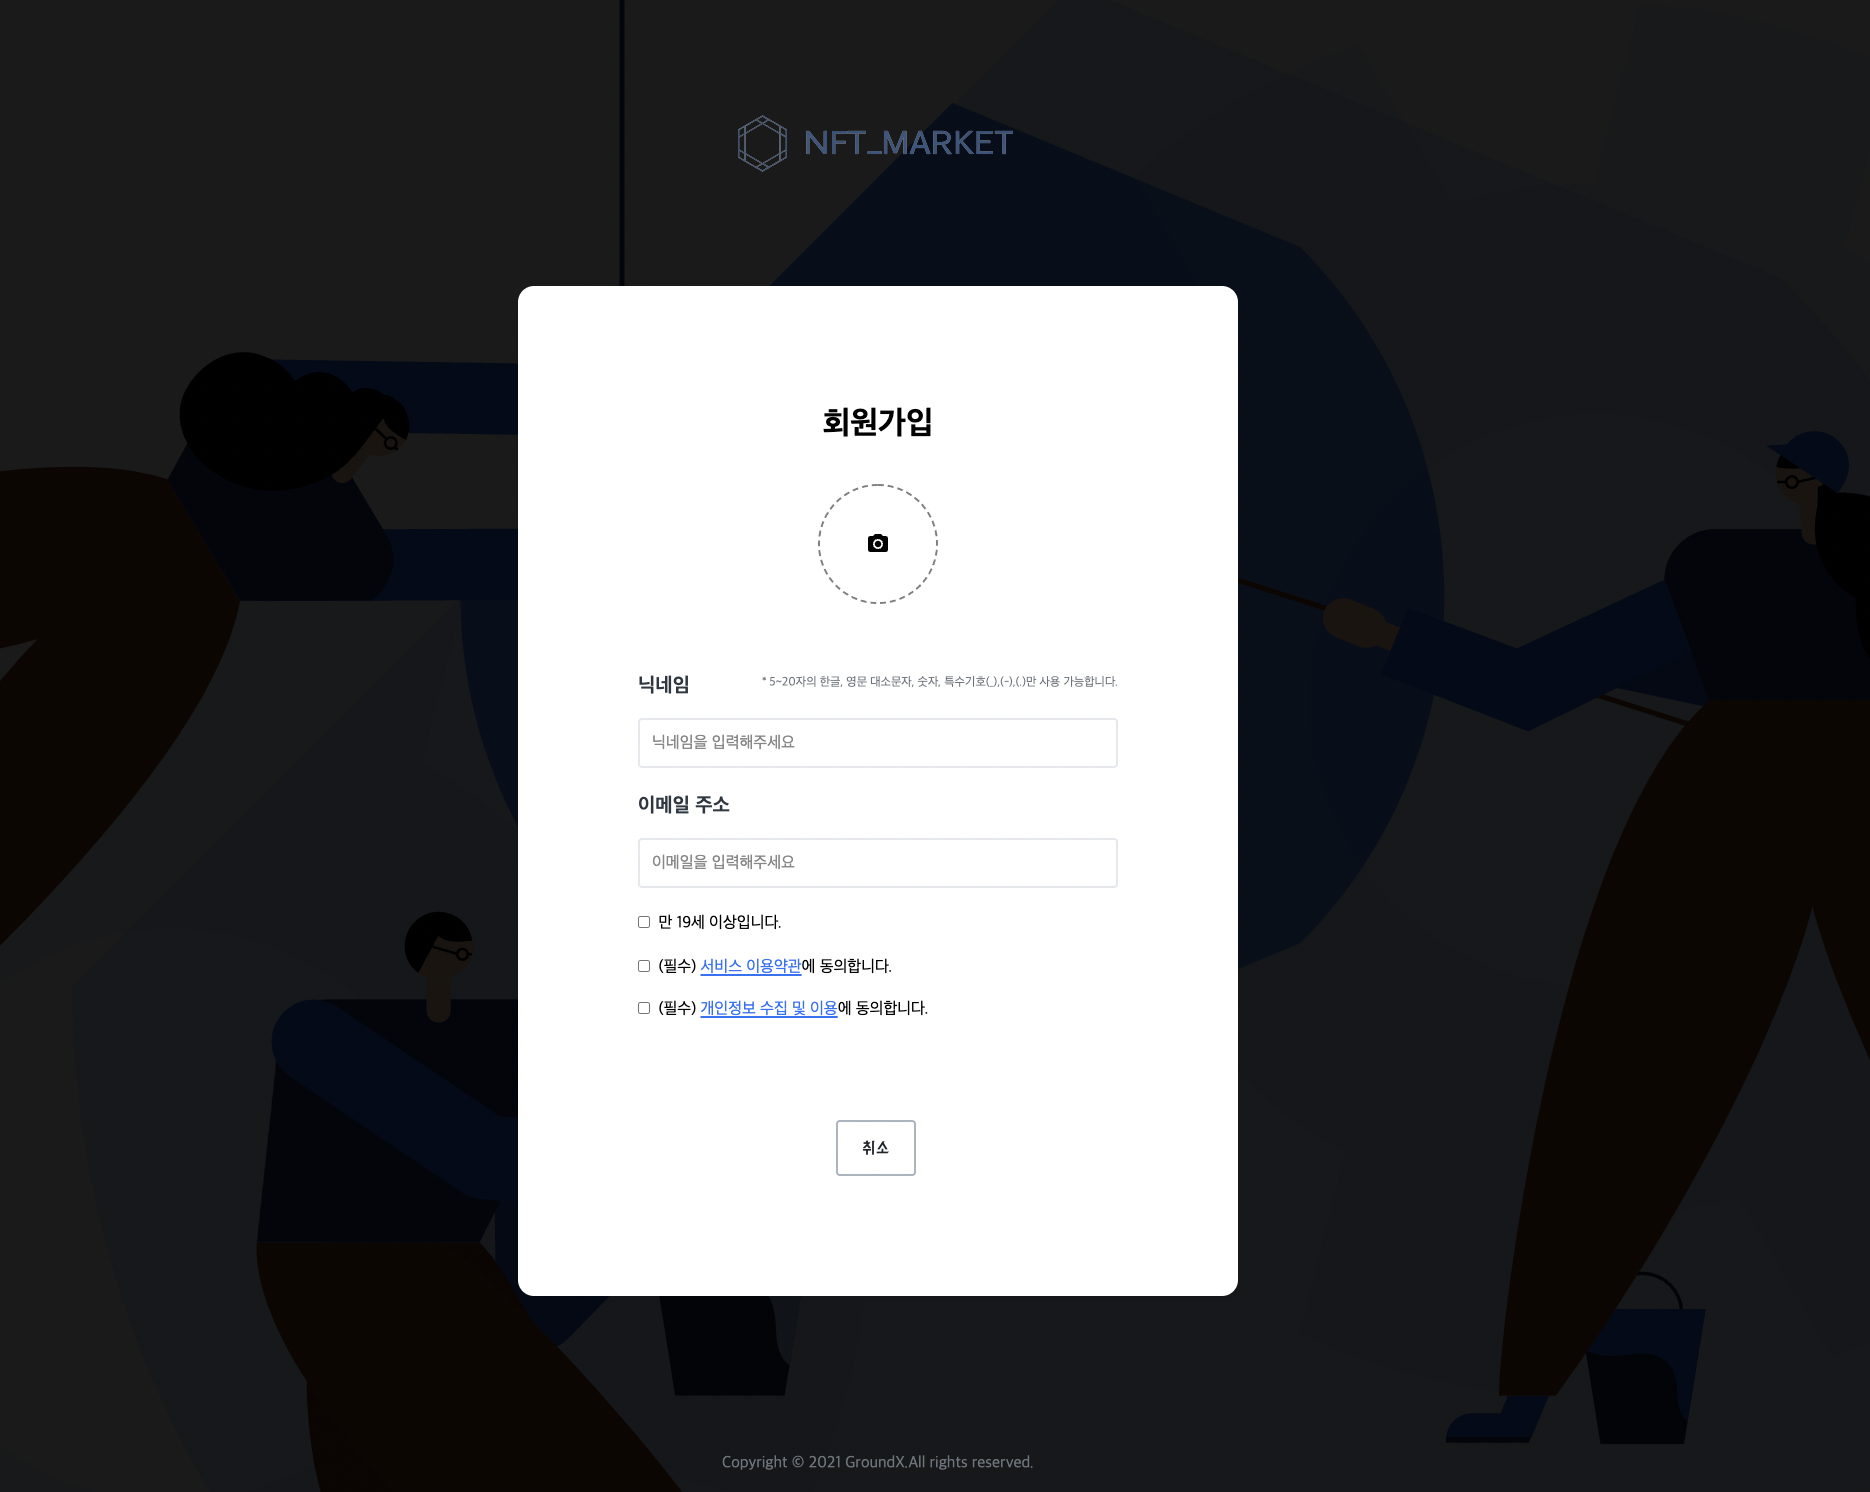 NFT_MARKET
회원가입
닉네임
* 5~20자의 한글, 영문 대소문자, 숫자, 특수기호(_),(-),(.)만 사용 가능합니다.
닉네임을 입력해주세요
이메일 주소
이메일을 입력해주세요
만 19세 이상입니다.
(필수) 서비스 이용약관에 동의합니다.
(필수) 개인정보 수집 및 이용에 동의합니다.
취소
Copyright © 2021 GroundX.All rights reserved.